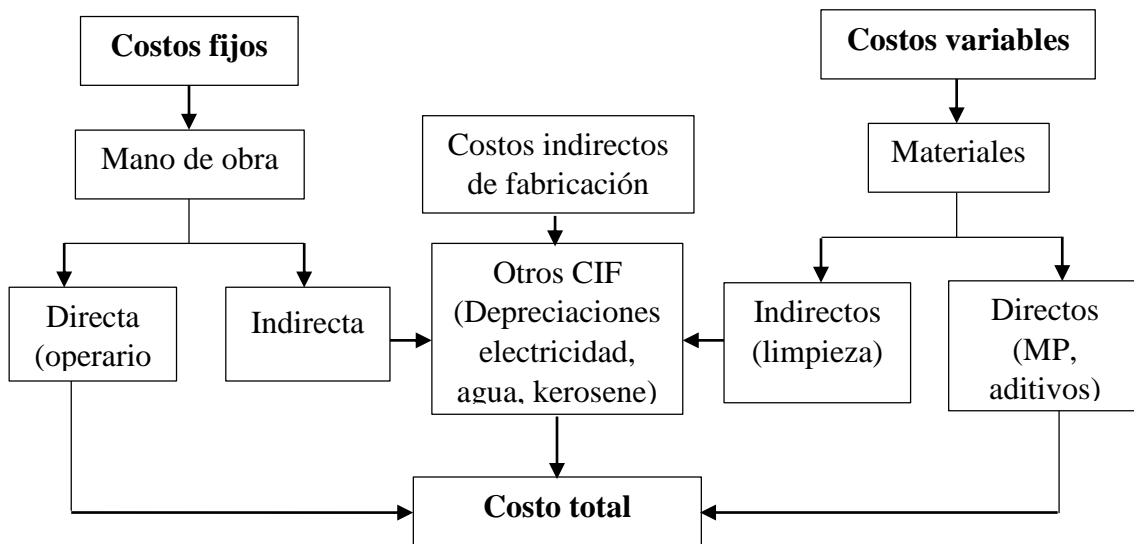 Costos fijos
Costos variables
Mano de obra
Costos indirectos
de fabricación
Materiales
Directa
(operario
Indirecta
Otros CIF
(Depreciaciones
electricidad,
agua, kerosene)
Indirectos
(limpieza)
Directos
(MP,
aditivos)
Costo total